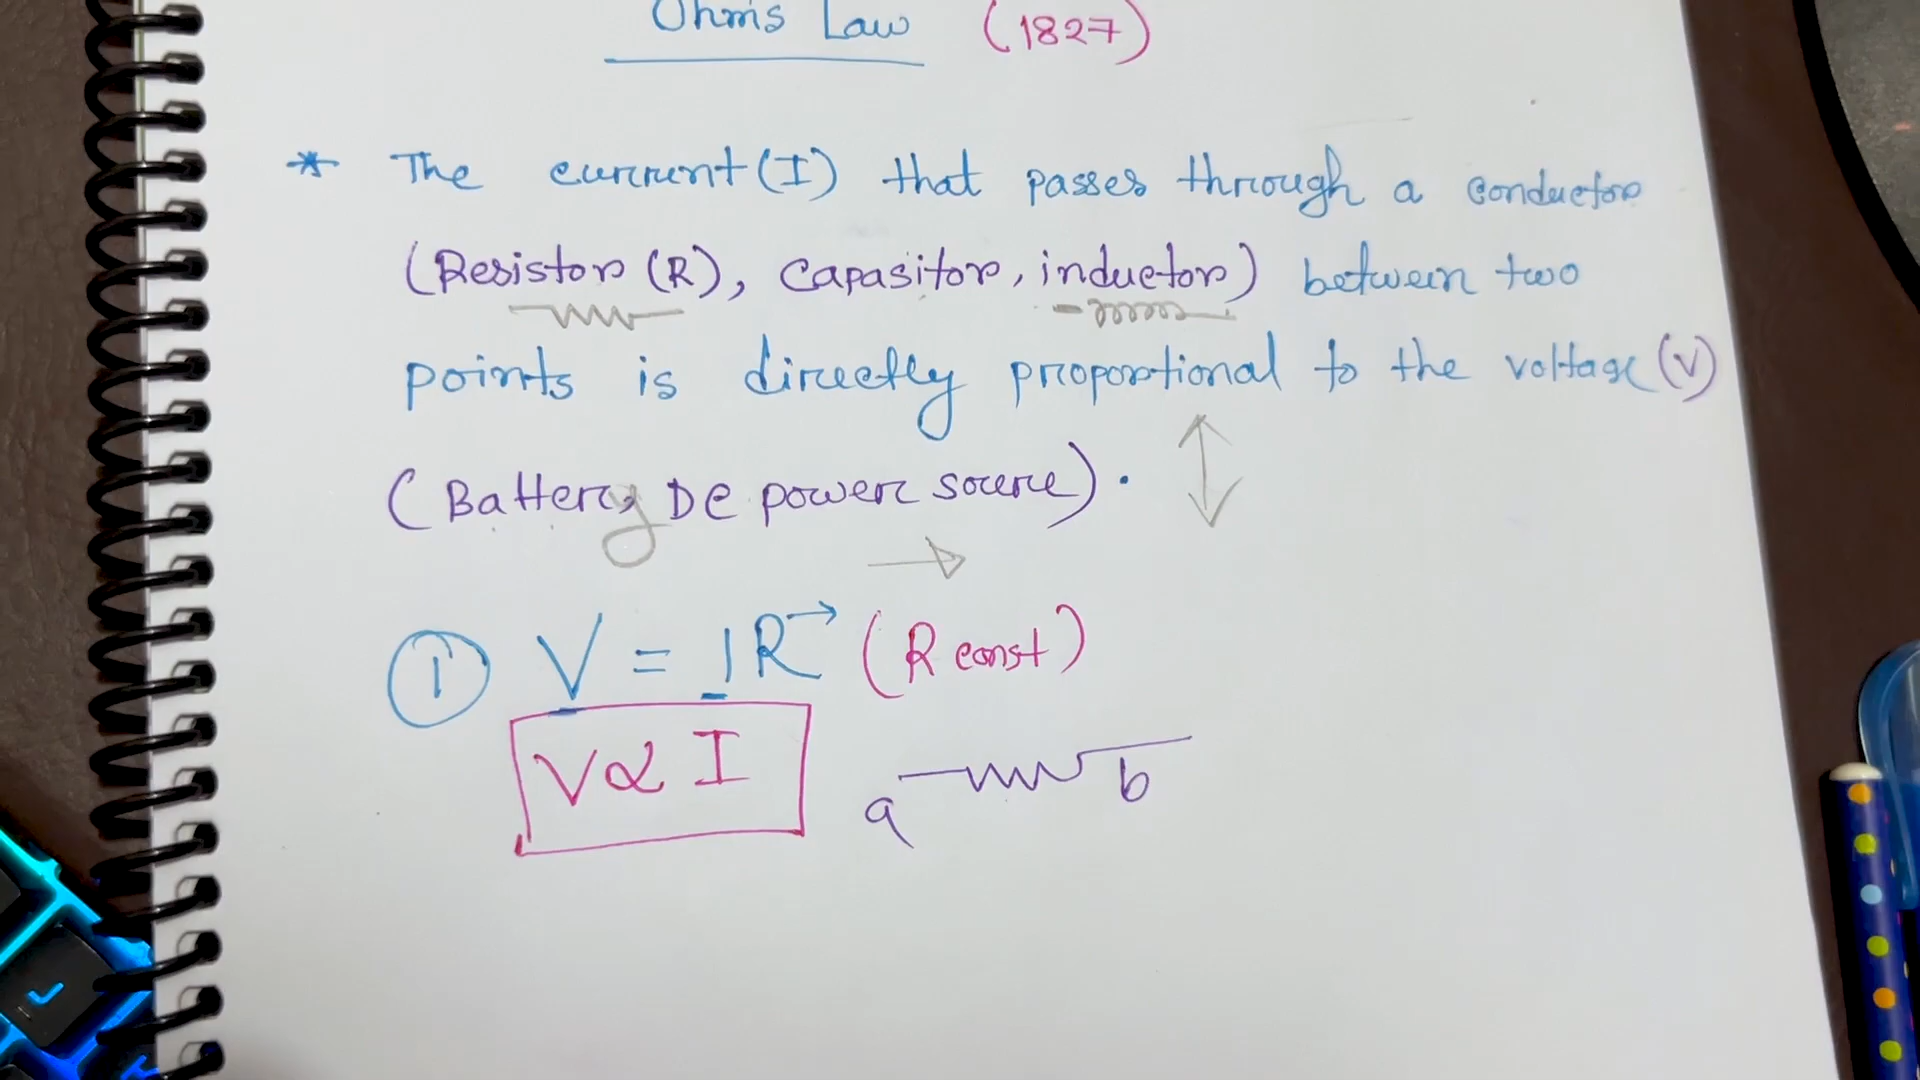 Ohms Law (1827)
* The current (I) that passes through a conductor
(Resistor (R), Capasitor, inductor) between two
points is directly proportional to the voltage (V)
(Battery, DC power source).
1 V = IR → (R const)
V ∝ I
a b